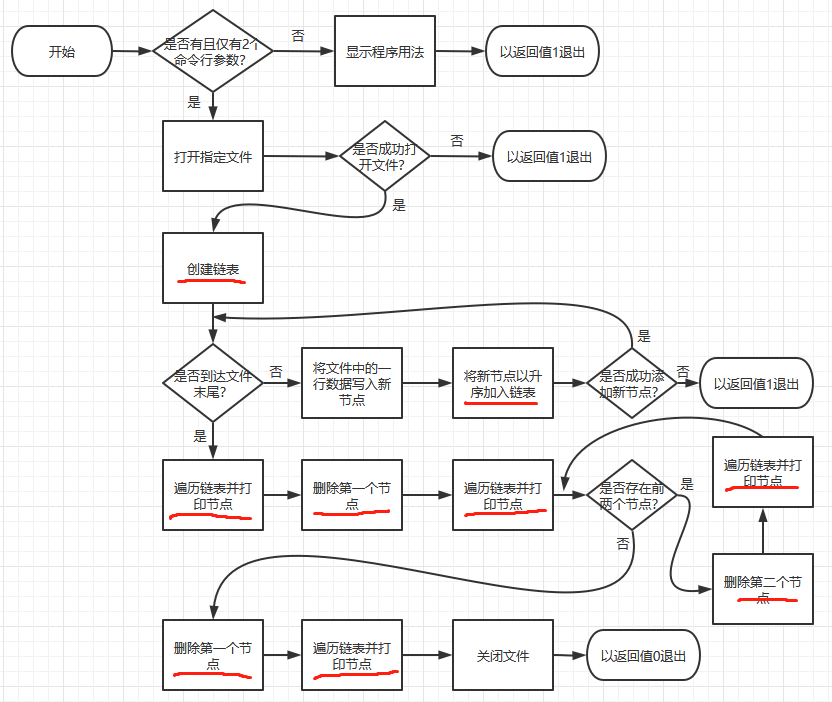 开始
是否有且仅有2个
命令行参数?
否
显示程序用法
以返回值1退出
是
打开指定文件
是否成功打
开文件?
否
以返回值1退出
是
创建链表
是
是否到达文件
末尾?
否
将文件中的一
行数据写入新
节点
将新节点以升
序加入链表
是否成功添
加新节点?
否
以返回值1退出
是
遍历链表并打
印节点
删除第一个节
点
遍历链表并打
印节点
是否存在前
两个节点?
是
遍历链表并打
印节点
否
删除第二个节
点
删除第一个节
点
遍历链表并打
印节点
关闭文件
以返回值0退出